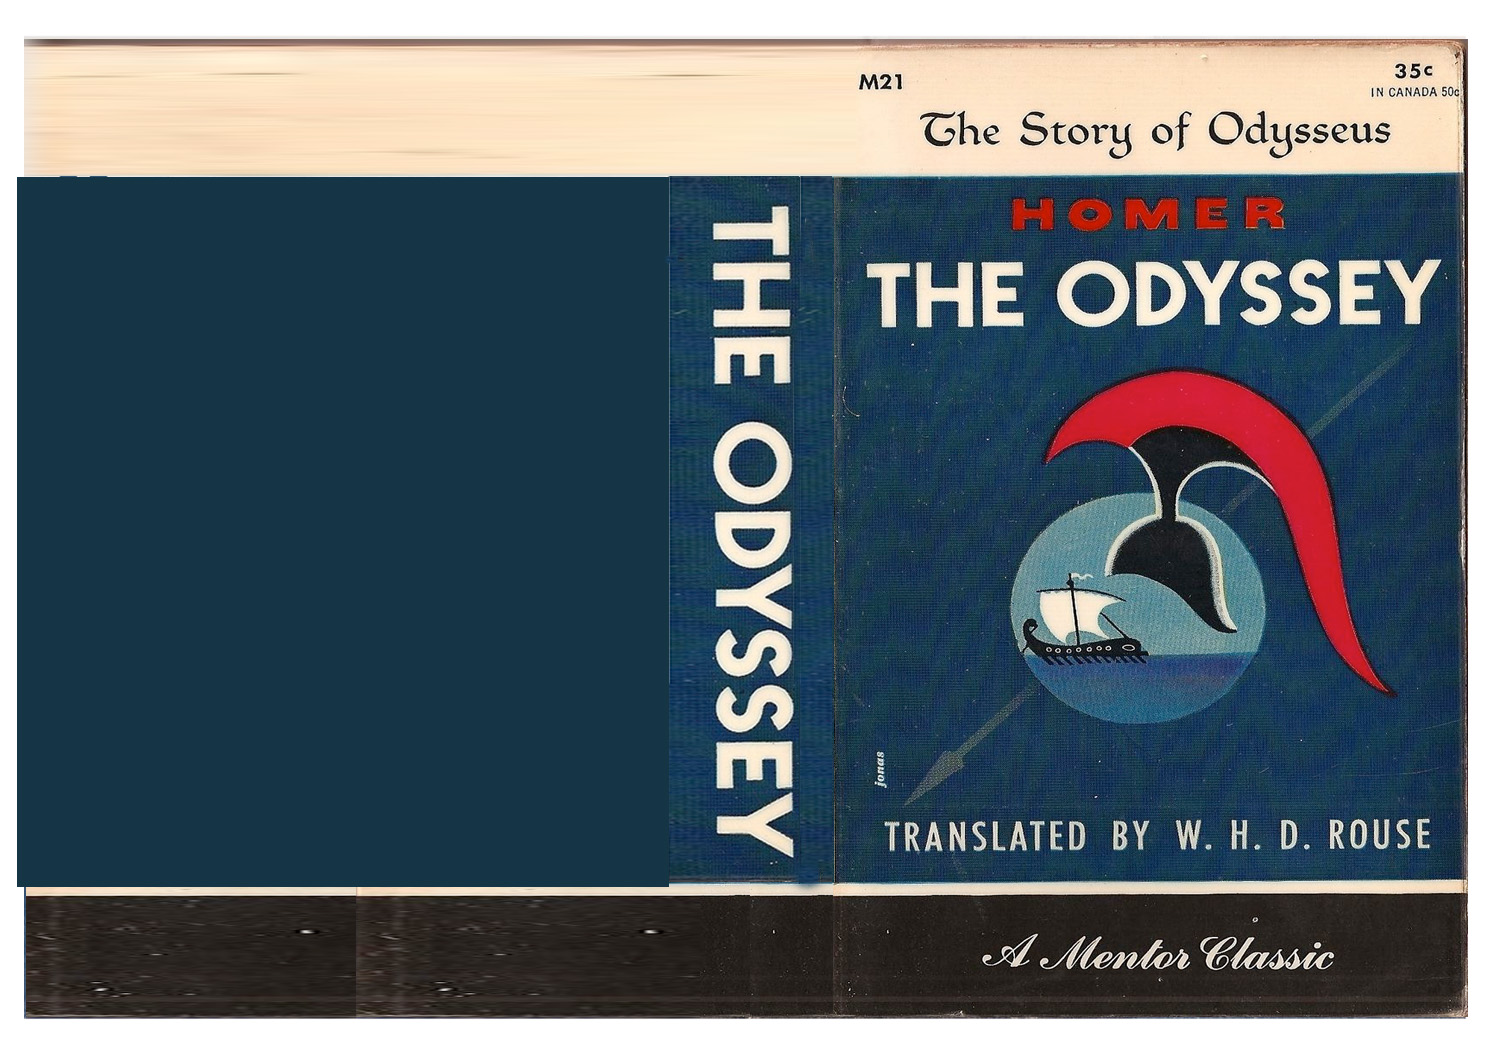 THE ODYSSEY
M21
35c
IN CANADA 50c
The Story of Odysseus
HOMER
THE ODYSSEY
jonas
TRANSLATED BY W. H. D. ROUSE
A Mentor Classic